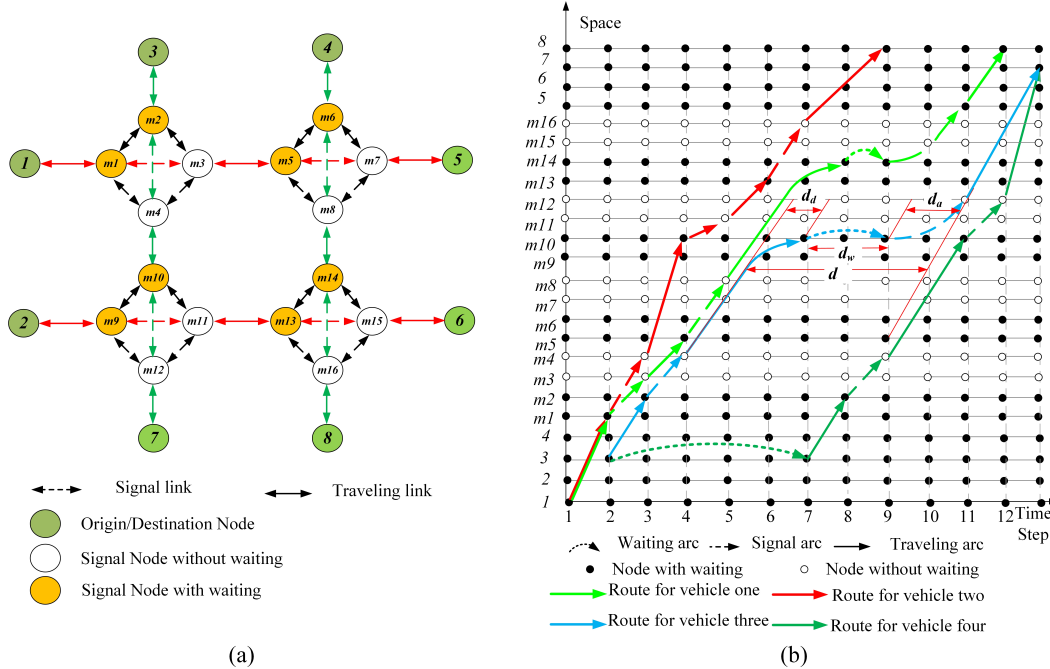 3
4
m2
m6
1
m1
m3
m5
m7
5
m4
m8
m10
m14
2
m9
m11
m13
m15
6
m12
m16
7
8
Signal link
Traveling link
Origin/Destination Node
Signal Node without waiting
Signal Node with waiting
(a)
Space
8
7
6
5
m16
m15
m14
m13
m12
m11
m10
m9
m8
m7
m6
m5
m4
m3
m2
m1
4
3
2
1
d_d
d_a
d_w
d
1 2 3 4 5 6 7 8 9 10 11 12 Time
Step
Waiting arc
Signal arc
Traveling arc
Node with waiting
Node without waiting
Route for vehicle one
Route for vehicle two
Route for vehicle three
Route for vehicle four
(b)